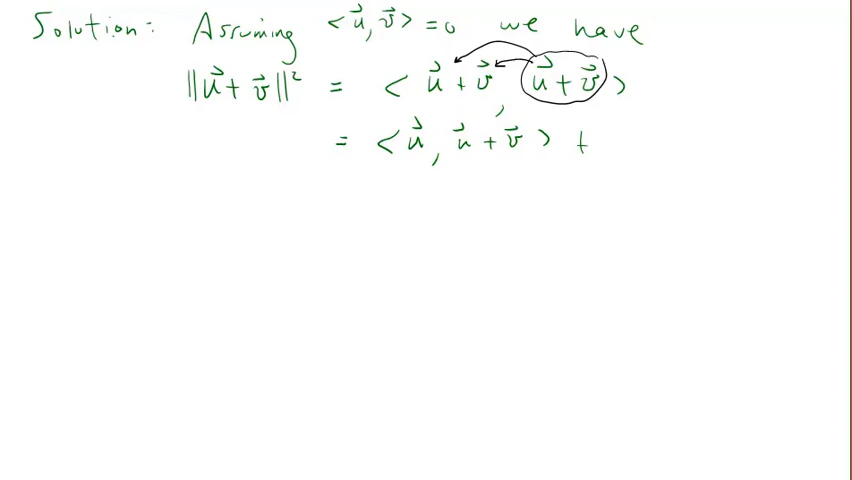 Solution: Assuming <u⃗, v⃗> = 0 we have
||u⃗ + v⃗||² = < u⃗ + v⃗, u⃗ + v⃗ >
= < u⃗, u⃗ + v⃗ > +